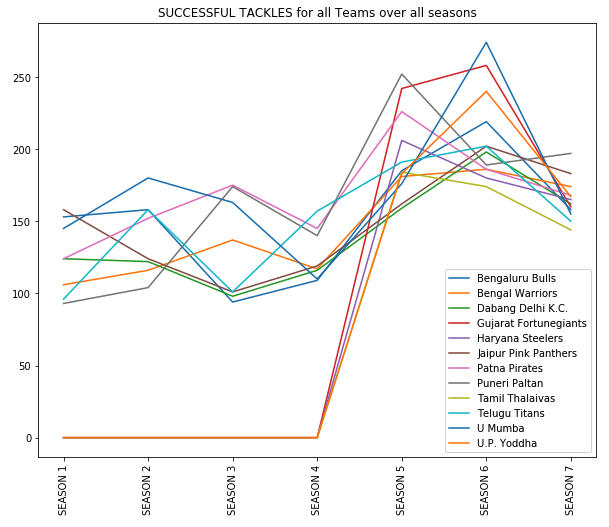 SUCCESSFUL TACKLES for all Teams over all seasons
250
200
150
100
50
0
SEASON 1
SEASON 2
SEASON 3
SEASON 4
SEASON 5
SEASON 6
SEASON 7
Bengaluru Bulls
Bengal Warriors
Dabang Delhi K.C.
Gujarat Fortunegiants
Haryana Steelers
Jaipur Pink Panthers
Patna Pirates
Puneri Paltan
Tamil Thalaivas
Telugu Titans
U Mumba
U.P. Yoddha